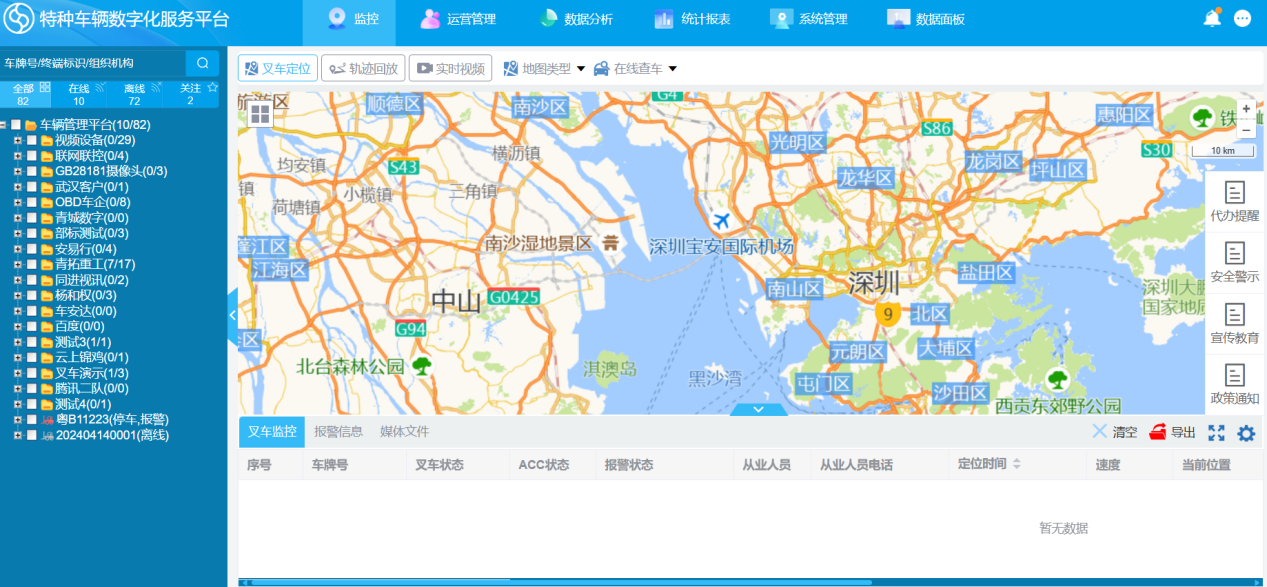 特种车辆数字化服务平台
监控
运营管理
数据分析
统计报表
系统管理
数据面板
车牌号/终端标识/组织机构
全部
82
在线
10
离线
72
关注
2
车辆管理平台(10/82)
视频设备(0/29)
联网联控(0/4)
GB28181摄像头(0/3)
武汉客户(0/1)
OBD车企(0/8)
青城数字(0/0)
部标测试(0/3)
安易行(0/4)
青拓重工(7/17)
同进视讯(0/2)
杨和权(0/3)
车安达(0/0)
百度(0/0)
测试3(1/1)
云上锦鸡(0/1)
叉车演示(1/3)
腾讯二队(0/0)
测试4(0/1)
粤B11223(停车,报警)
202404140001(离线)
叉车定位
轨迹回放
实时视频
地图类型
在线查车
顺德区
南沙区
G4
S86
惠阳区
铁
S30
10 km
光明区
龙岗区
坪山区
龙华区
均安镇
S43
横沥镇
镇
小榄镇
三角镇
荷塘镇
蓬江区
江海区
南沙湿地景区
深圳宝安国际机场
深圳
盐田区
南山区
中山
G0425
G94
9
北区
深圳大鹏
国家地质
元朗区
大埔区
北台森林公园
淇澳岛
黑沙湾
屯门区
沙田区
西贡东郊野公园
代办提醒
安全警示
宣传教育
政策通知
叉车监控
报警信息
媒体文件
清空
导出
序号
车牌号
叉车状态
ACC状态
报警状态
从业人员
从业人员电话
定位时间
速度
当前位置
暂无数据